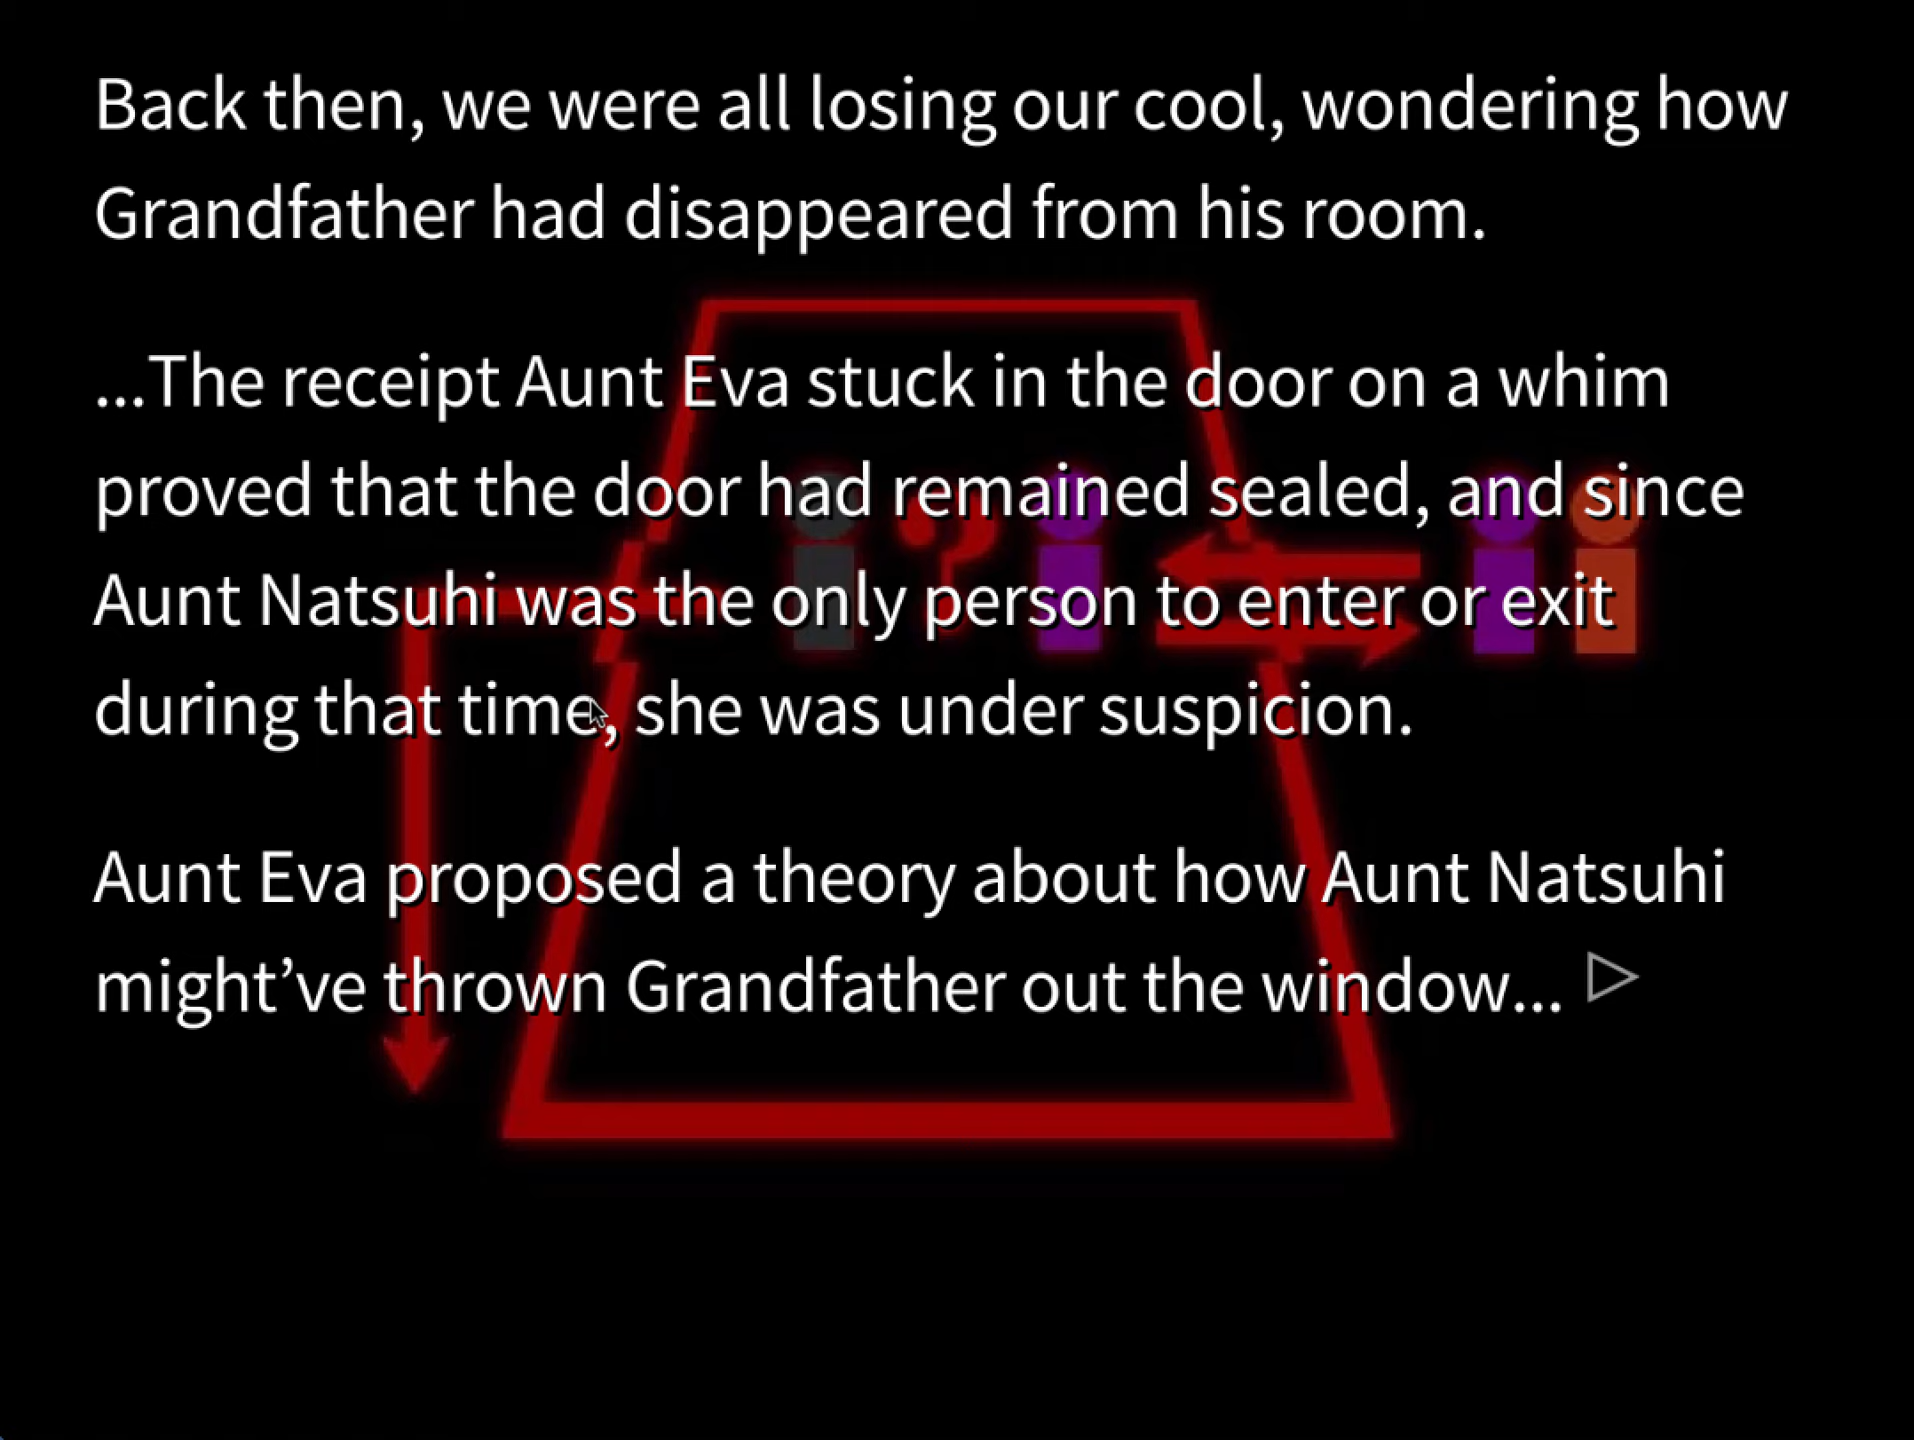 Back then, we were all losing our cool, wondering how
Grandfather had disappeared from his room.
...The receipt Aunt Eva stuck in the door on a whim
proved that the door had remained sealed, and since
Aunt Natsuhi was the only person to enter or exit
during that time, she was under suspicion.
Aunt Eva proposed a theory about how Aunt Natsuhi
might’ve thrown Grandfather out the window...